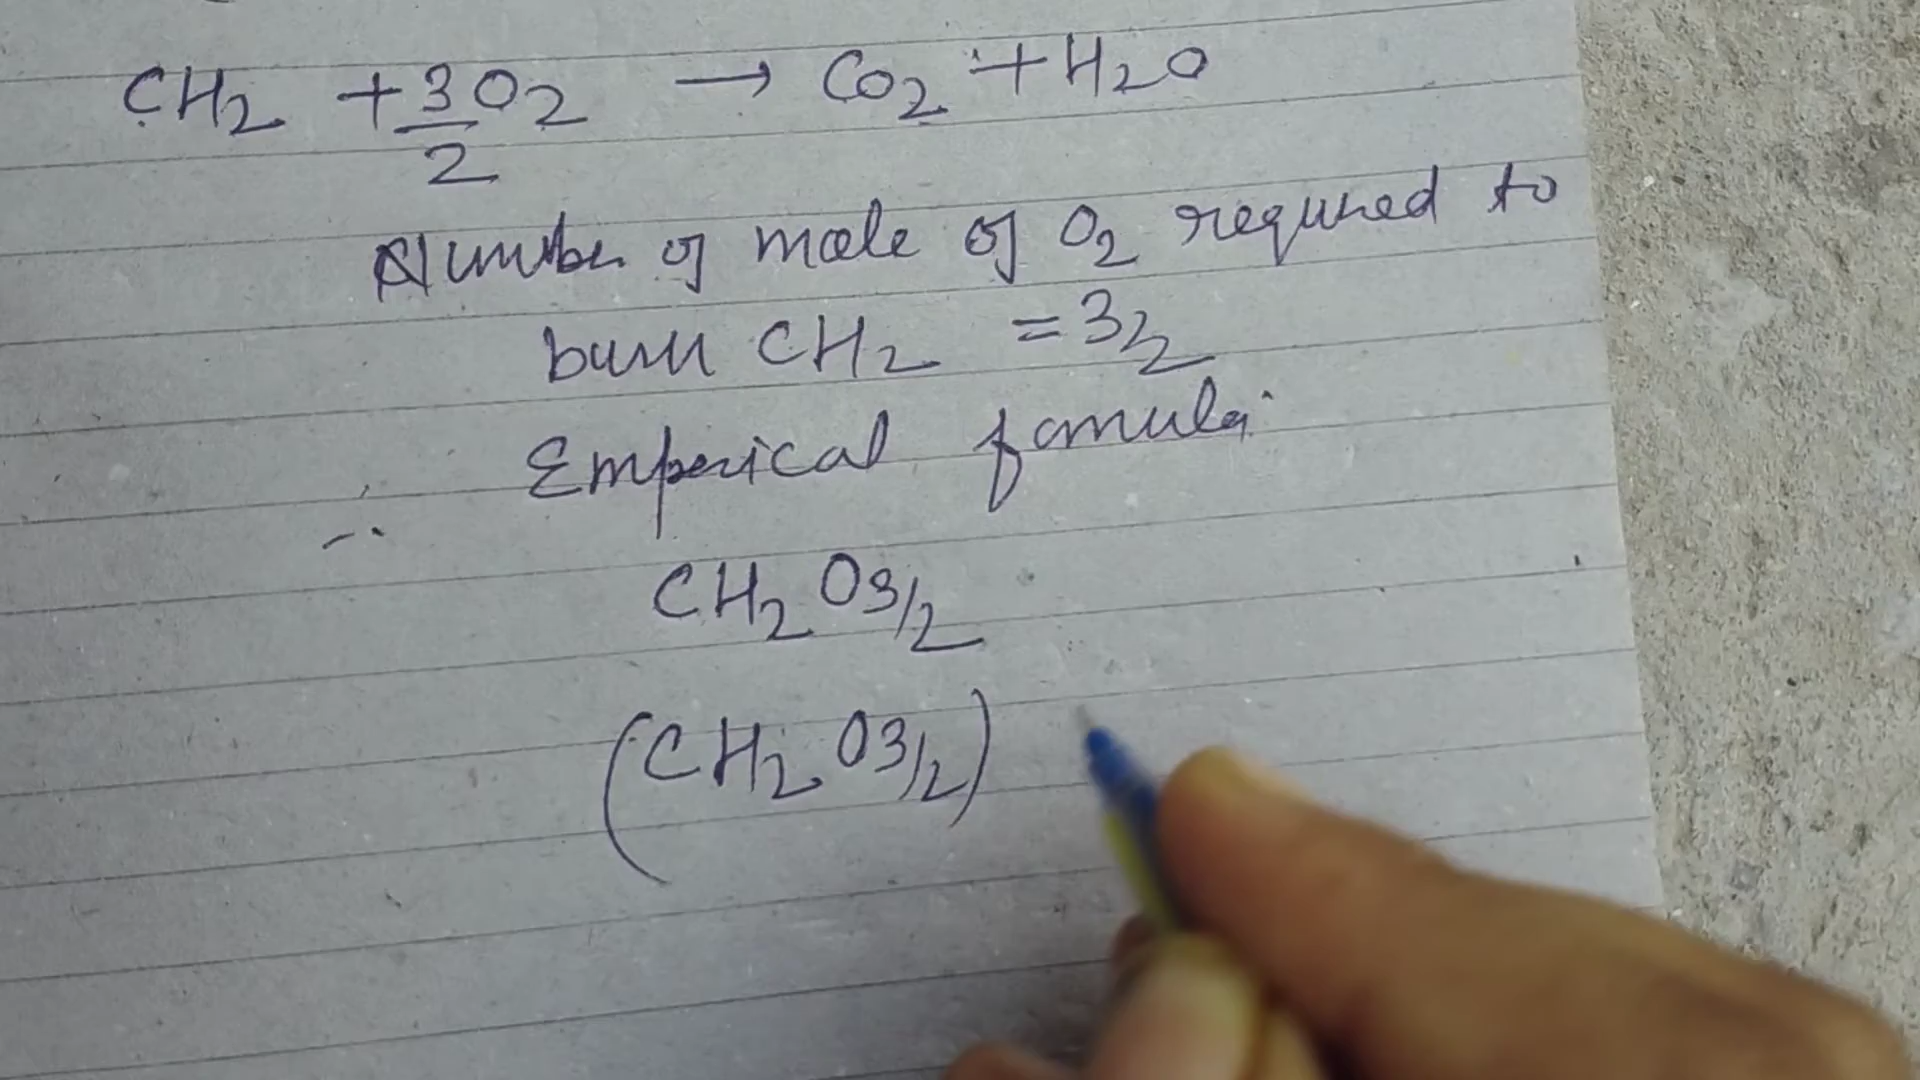 CH2 + 3/2 O2 → CO2 + H2O
Number of mole of O2 required to
burn CH2 = 3/2
Emperical formula
∴
CH2 O3/2
(CH2 O3/2)